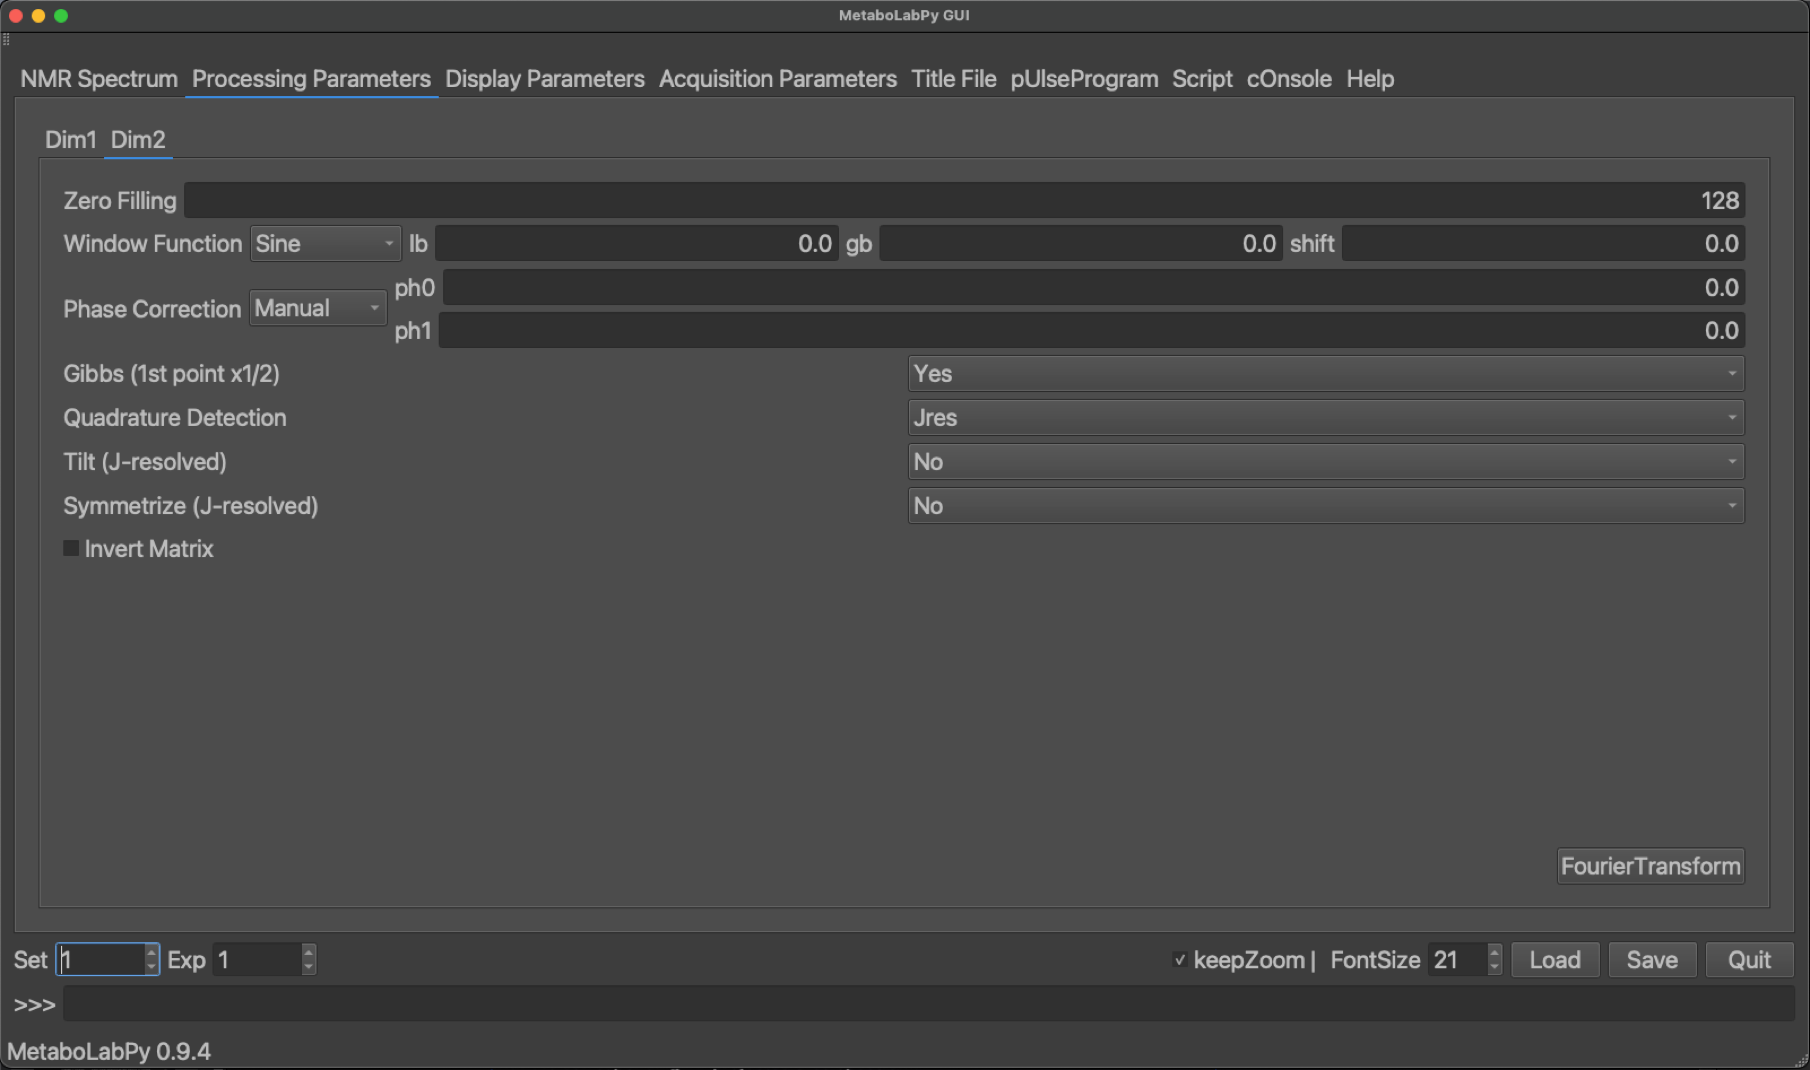 MetaboLabPy GUI
NMR Spectrum Processing Parameters Display Parameters Acquisition Parameters Title File pUlseProgram Script cOnsole Help
Dim1 Dim2
Zero Filling 128
Window Function Sine lb 0.0 gb 0.0 shift 0.0
Phase Correction Manual ph0 0.0
ph1 0.0
Gibbs (1st point x1/2) Yes
Quadrature Detection Jres
Tilt (J-resolved) No
Symmetrize (J-resolved) No
Invert Matrix
FourierTransform
Set 1 Exp 1 keepZoom | FontSize 21 Load Save Quit
>>>
MetaboLabPy 0.9.4